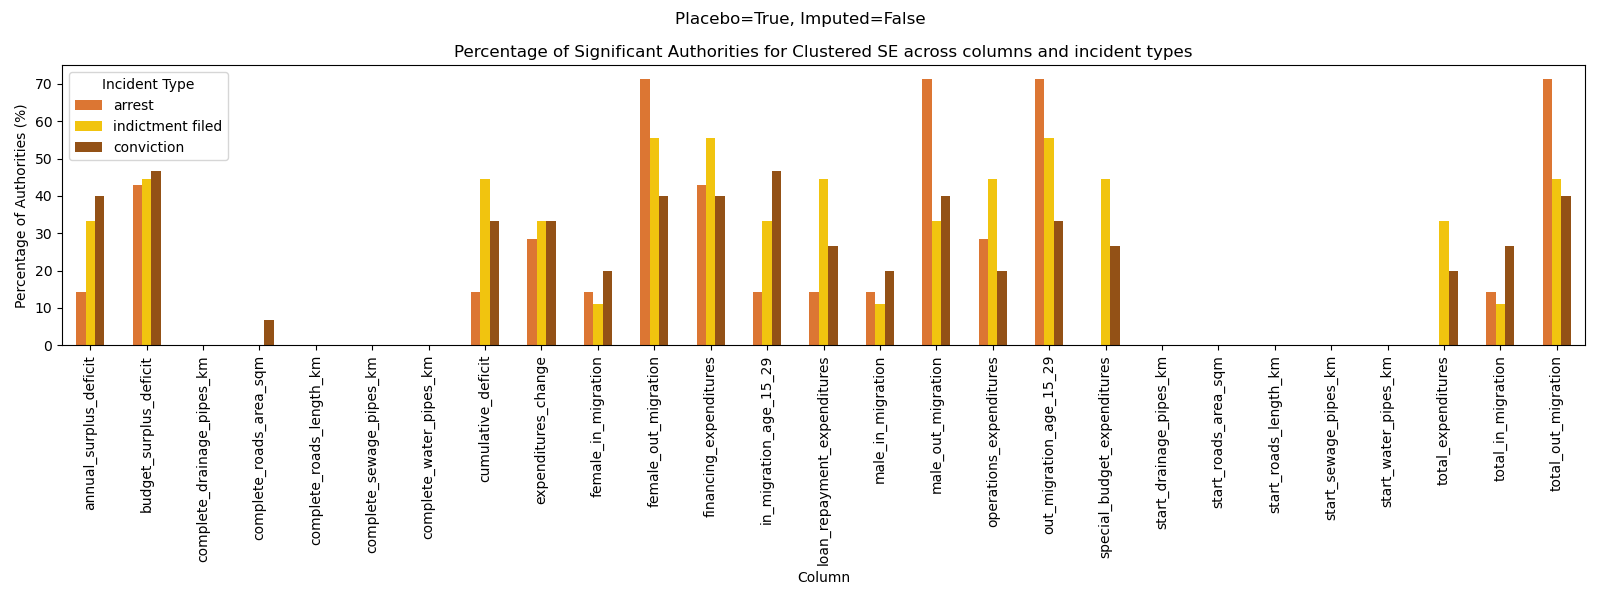 Placebo=True, Imputed=False
Percentage of Significant Authorities for Clustered SE across columns and incident types
Incident Type
arrest
indictment filed
conviction
Percentage of Authorities (%)
70
60
50
40
30
20
10
0
annual_surplus_deficit
budget_surplus_deficit
complete_drainage_pipes_km
complete_roads_area_sqm
complete_roads_length_km
complete_sewage_pipes_km
complete_water_pipes_km
cumulative_deficit
expenditures_change
female_in_migration
female_out_migration
financing_expenditures
in_migration_age_15_29
loan_repayment_expenditures
male_in_migration
male_out_migration
operations_expenditures
out_migration_age_15_29
special_budget_expenditures
start_drainage_pipes_km
start_roads_area_sqm
start_roads_length_km
start_sewage_pipes_km
start_water_pipes_km
total_expenditures
total_in_migration
total_out_migration
Column